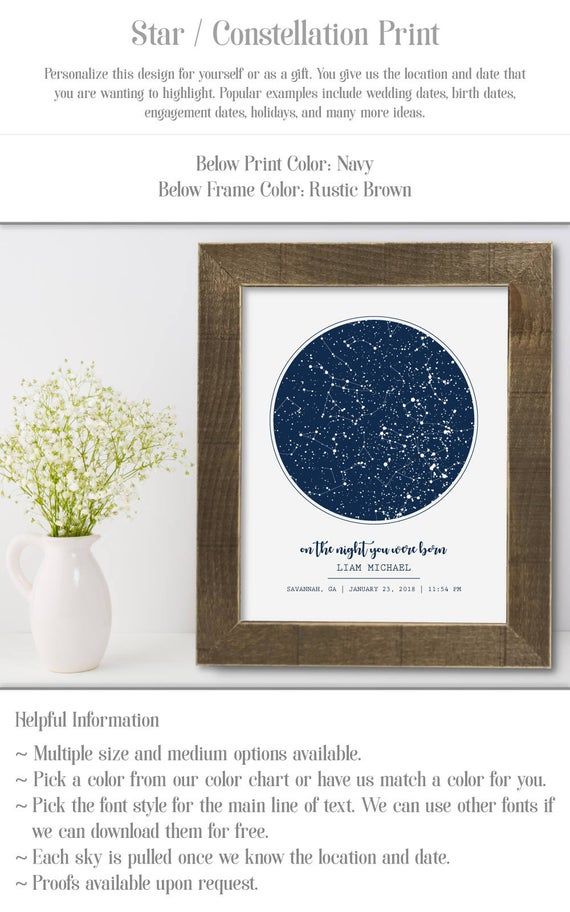 Star / Constellation Print
Personalize this design for yourself or as a gift. You give us the location and date that
you are wanting to highlight. Popular examples include wedding dates, birth dates,
engagement dates, holidays, and many more ideas.
Below Print Color: Navy
Below Frame Color: Rustic Brown
on the night you were born
LIAM MICHAEL
SAVANNAH, GA | JANUARY 23, 2018 | 11:54 PM
Helpful Information
~ Multiple size and medium options available.
~ Pick a color from our color chart or have us match a color for you.
~ Pick the font style for the main line of text. We can use other fonts if
we can download them for free.
~ Each sky is pulled once we know the location and date.
~ Proofs available upon request.